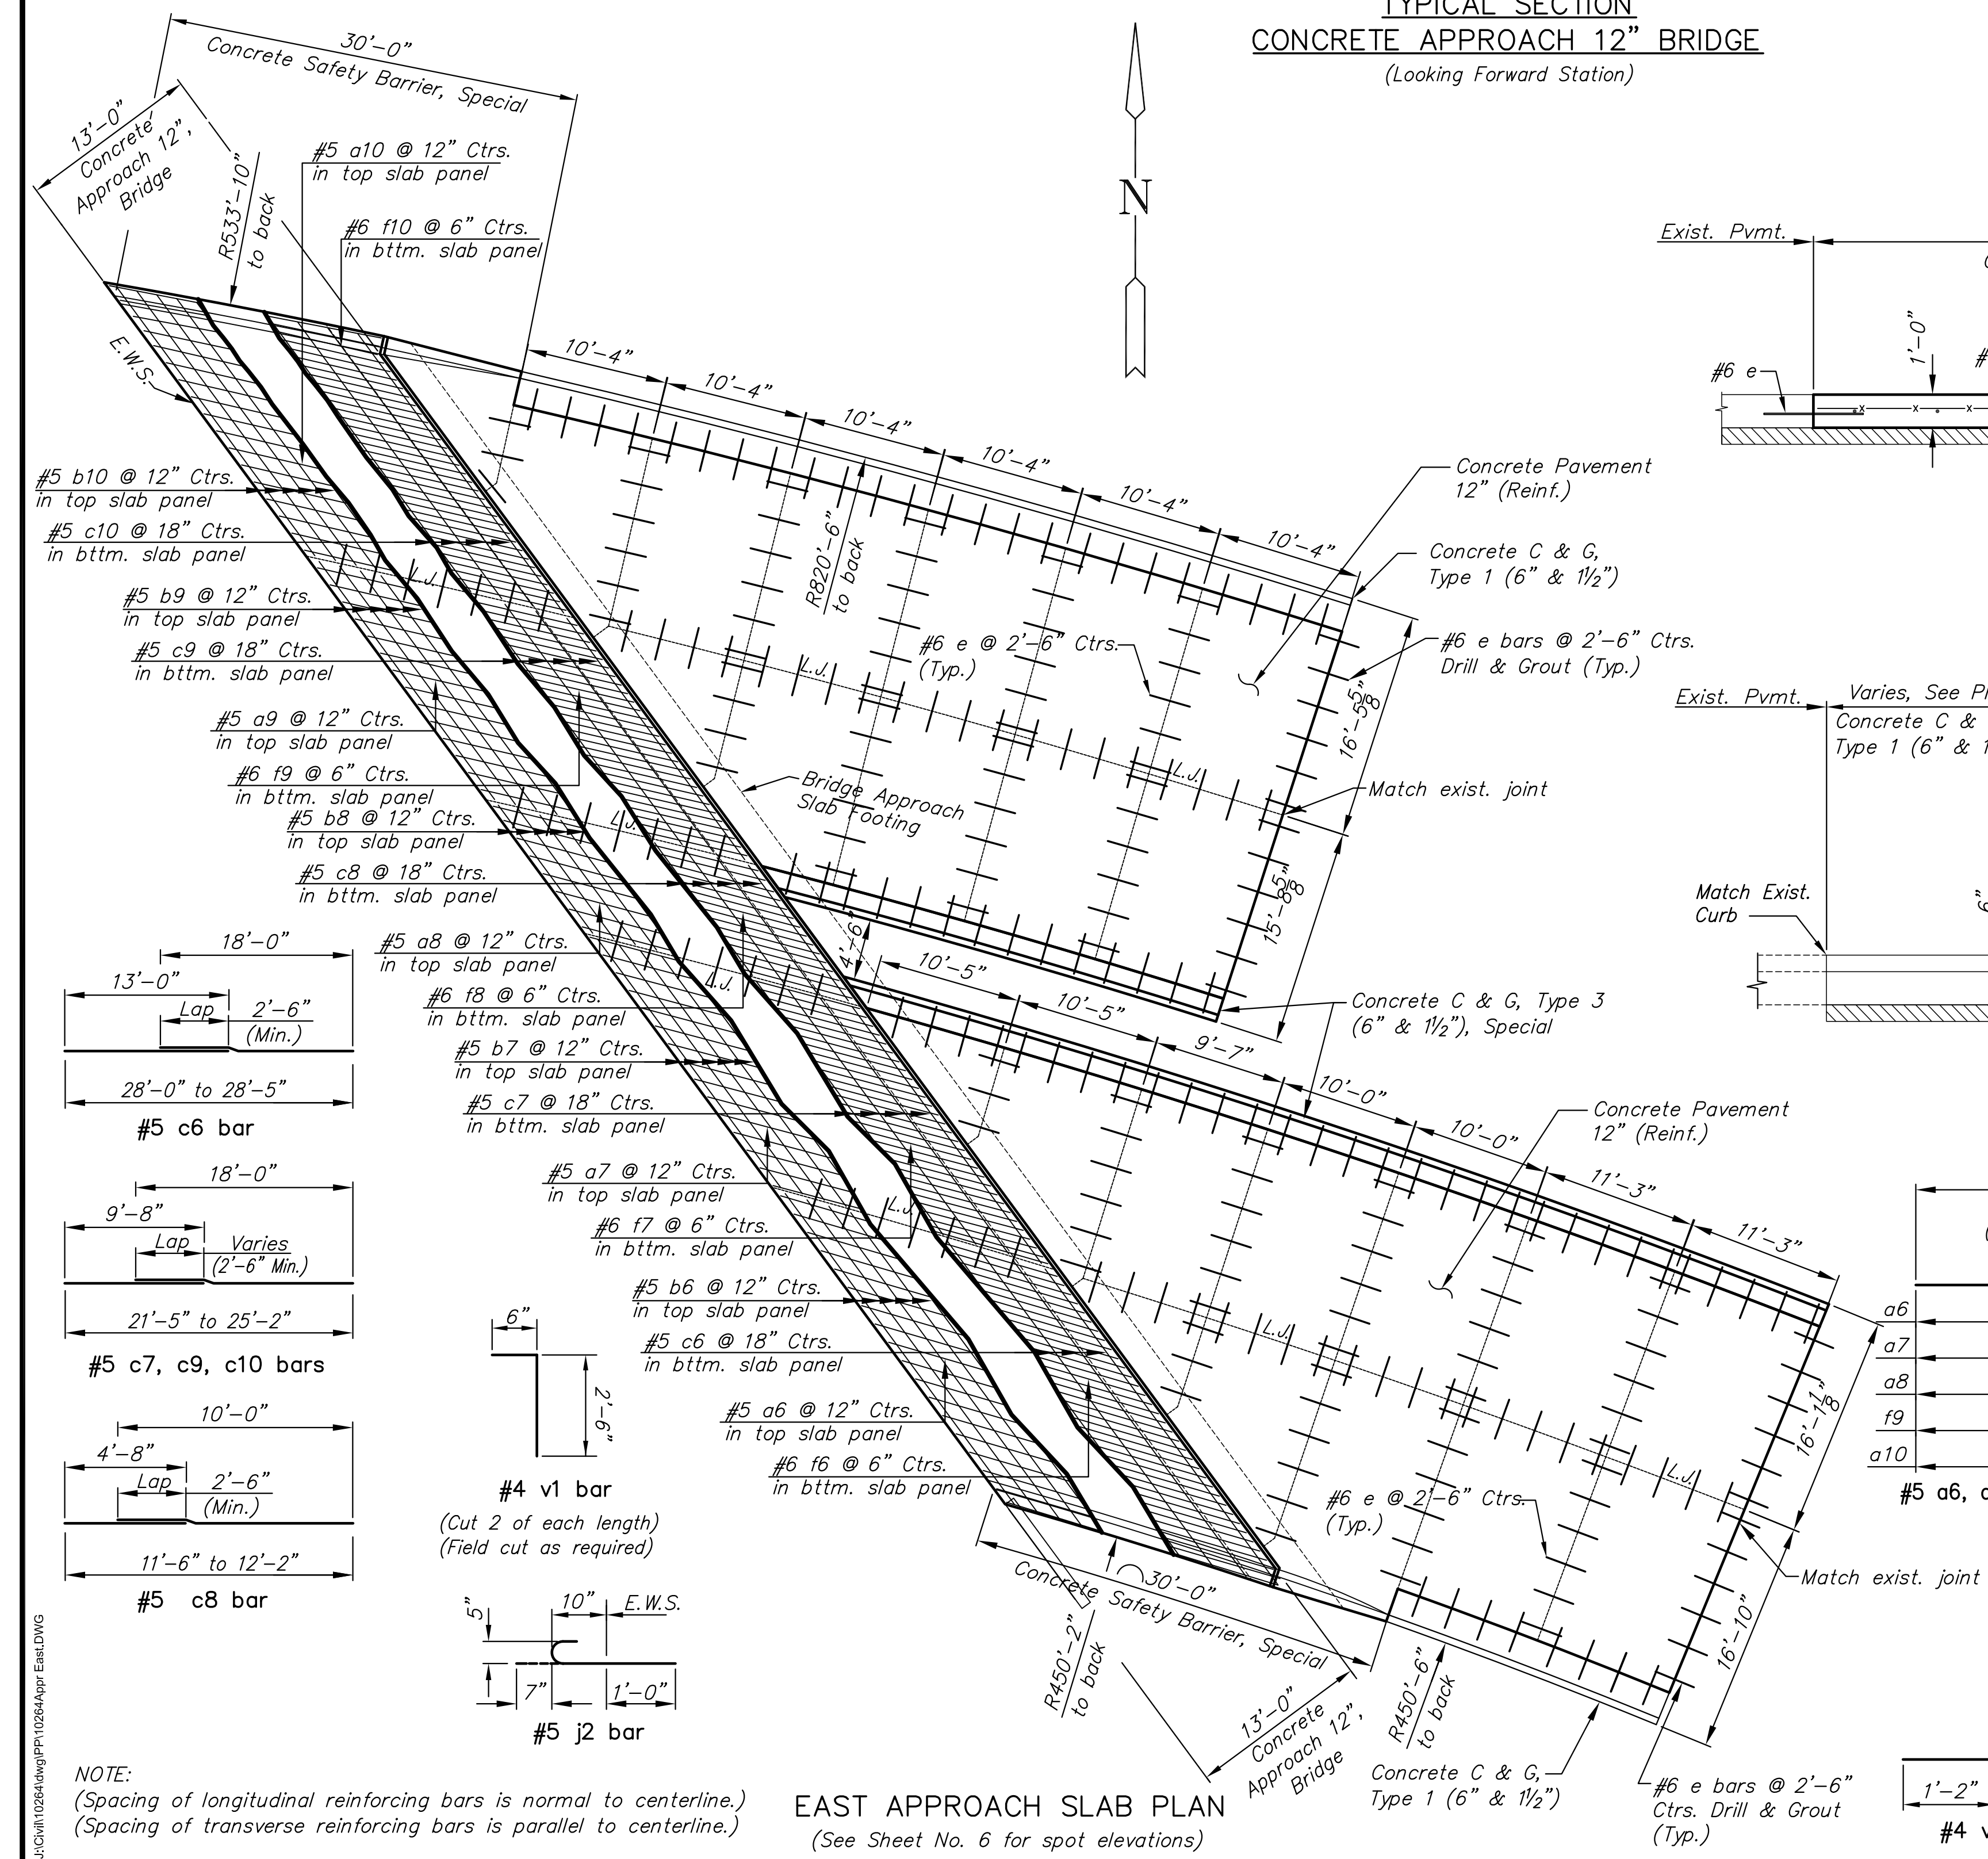 TYPICAL SECTION
CONCRETE APPROACH 12" BRIDGE
(Looking Forward Station)
30'-0"
Concrete Safety Barrier, Special
13'-0"
Concrete
Approach 12",
Bridge
R533'-10"
to back
#5 a10 @ 12" Ctrs.
in top slab panel
#6 f10 @ 6" Ctrs.
in bttm. slab panel
N
E.W.S.
10'-4"
10'-4"
10'-4"
10'-4"
10'-4"
10'-4"
R820'-6"
to back
Concrete Pavement
12" (Reinf.)
Concrete C & G,
Type 1 (6" & 1½")
#6 e bars @ 2'-6" Ctrs.
Drill & Grout (Typ.)
#6 e @ 2'-6" Ctrs.
(Typ.)
L.J.
L.J.
L.J.
16'-5 5/8"
Match exist. joint
15'-8 5/8"
Bridge Approach
Slab Footing
#5 b10 @ 12" Ctrs.
in top slab panel
#5 c10 @ 18" Ctrs.
in bttm. slab panel
#5 b9 @ 12" Ctrs.
in top slab panel
#5 c9 @ 18" Ctrs.
in bttm. slab panel
#5 a9 @ 12" Ctrs.
in top slab panel
#6 f9 @ 6" Ctrs.
in bttm. slab panel
#5 b8 @ 12" Ctrs.
in top slab panel
L.J.
#5 c8 @ 18" Ctrs.
in bttm. slab panel
#5 a8 @ 12" Ctrs.
in top slab panel
L.J.
#6 f8 @ 6" Ctrs.
in bttm. slab panel
#5 b7 @ 12" Ctrs.
in top slab panel
#5 c7 @ 18" Ctrs.
in bttm. slab panel
#5 a7 @ 12" Ctrs.
in top slab panel
L.J.
#6 f7 @ 6" Ctrs.
in bttm. slab panel
#5 b6 @ 12" Ctrs.
in top slab panel
#5 c6 @ 18" Ctrs.
in bttm. slab panel
#5 a6 @ 12" Ctrs.
in top slab panel
#6 f6 @ 6" Ctrs.
in bttm. slab panel
4'-6"
10'-5"
10'-5"
9'-7"
10'-0"
10'-0"
11'-3"
11'-3"
Concrete C & G, Type 3
(6" & 1½"), Special
Concrete Pavement
12" (Reinf.)
L.J.
L.J.
16'-1 1/8"
#6 e @ 2'-6" Ctrs.
(Typ.)
Match exist. joint
16'-10"
30'-0"
Concrete Safety Barrier, Special
R450'-2"
to back
13'-0"
Concrete
Approach 12",
Bridge
R450'-6"
to back
Concrete C & G,
Type 1 (6" & 1½")
#6 e bars @ 2'-6"
Ctrs. Drill & Grout
(Typ.)
Exist. Pvmt.
#6 e
1'-0"
#
Exist. Pvmt.
Varies, See
Concrete C &
Type 1 (6" &
Match Exist.
Curb
6"
a6
a7
a8
f9
a10
#5 a6,
1'-2"
#4
18'-0"
13'-0"
Lap
2'-6"
(Min.)
28'-0" to 28'-5"
#5 c6 bar
18'-0"
9'-8"
Lap
Varies
(2'-6" Min.)
21'-5" to 25'-2"
#5 c7, c9, c10 bars
10'-0"
4'-8"
Lap
2'-6"
(Min.)
11'-6" to 12'-2"
#5 c8 bar
6"
2'-6"
#4 v1 bar
(Cut 2 of each length)
(Field cut as required)
10"
E.W.S.
5"
7"
1'-0"
#5 j2 bar
NOTE:
(Spacing of longitudinal reinforcing bars is normal to centerline.)
(Spacing of transverse reinforcing bars is parallel to centerline.)
EAST APPROACH SLAB PLAN
(See Sheet No. 6 for spot elevations)
J:\Civil\10264\dwg\PP\10264Appr East.DWG